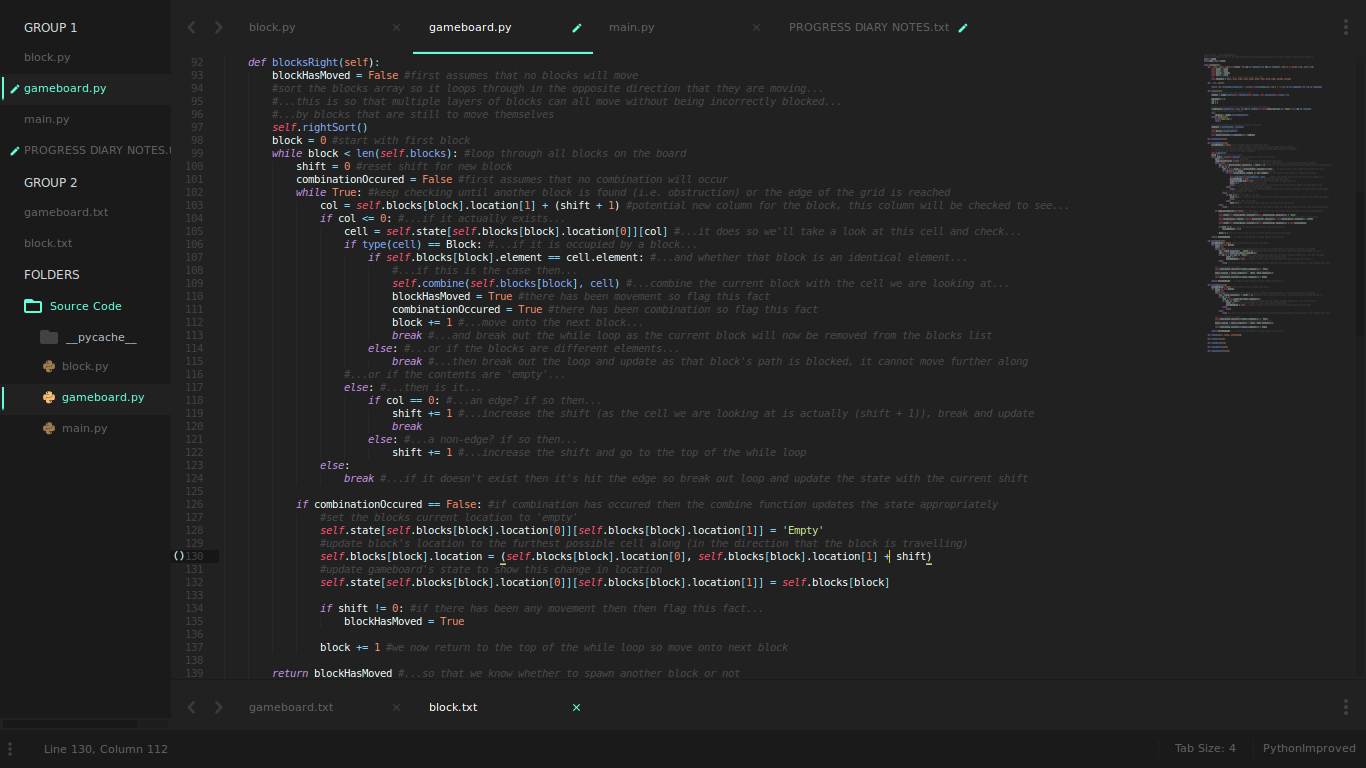 GROUP 1
block.py
gameboard.py
main.py
PROGRESS DIARY NOTES.t
GROUP 2
gameboard.txt
block.txt
FOLDERS
Source Code
__pycache__
block.py
gameboard.py
main.py
block.py × gameboard.py main.py × PROGRESS DIARY NOTES.txt
92 def blocksRight(self):
93 blockHasMoved = False #first assumes that no blocks will move
94 #sort the blocks array so it loops through in the opposite direction that they are moving...
95 #...this is so that multiple layers of blocks can all move without being incorrectly blocked...
96 #...by blocks that are still to move themselves
97 self.rightSort()
98 block = 0 #start with first block
99 while block < len(self.blocks): #loop through all blocks on the board
100 shift = 0 #reset shift for new block
101 combinationOccured = False #first assumes that no combination will occur
102 while True: #keep checking until another block is found (i.e. obstruction) or the edge of the grid is reached
103 col = self.blocks[block].location[1] + (shift + 1) #potential new column for the block, this column will be checked to see...
104 if col <= 0: #...if it actually exists...
105 cell = self.state[self.blocks[block].location[0]][col] #...it does so we'll take a look at this cell and check...
106 if type(cell) == Block: #...if it is occupied by a block...
107 if self.blocks[block].element == cell.element: #...and whether that block is an identical element...
108 #...if this is the case then...
109 self.combine(self.blocks[block], cell) #...combine the current block with the cell we are looking at...
110 blockHasMoved = True #there has been movement so flag this fact
111 combinationOccured = True #there has been combination so flag this fact
112 block += 1 #...move onto the next block...
113 break #...and break out the while loop as the current block will now be removed from the blocks list
114 else: #...or if the blocks are different elements...
115 break #...then break out the loop and update as that block's path is blocked, it cannot move further along
116 #...or if the contents are 'empty'...
117 else: #...then is it...
118 if col == 0: #...an edge? if so then...
119 shift += 1 #...increase the shift (as the cell we are looking at is actually (shift + 1)), break and update
120 break
121 else: #...a non-edge? if so then...
122 shift += 1 #...increase the shift and go to the top of the while loop
123 else:
124 break #...if it doesn't exist then it's hit the edge so break out loop and update the state with the current shift
125
126 if combinationOccured == False: #if combination has occured then the combine function updates the state appropriately
127 #set the blocks current location to 'empty'
128 self.state[self.blocks[block].location[0]][self.blocks[block].location[1]] = 'Empty'
129 #update block's location to the furthest possible cell along (in the direction that the block is travelling)
()130 self.blocks[block].location = (self.blocks[block].location[0], self.blocks[block].location[1] + shift)
131 #update gameboard's state to show this change in location
132 self.state[self.blocks[block].location[0]][self.blocks[block].location[1]] = self.blocks[block]
133
134 if shift != 0: #if there has been any movement then then flag this fact...
135 blockHasMoved = True
136
137 block += 1 #we now return to the top of the while loop so move onto next block
138
139 return blockHasMoved #...so that we know whether to spawn another block or not
gameboard.txt × block.txt ×
Line 130, Column 112 Tab Size: 4 PythonImproved